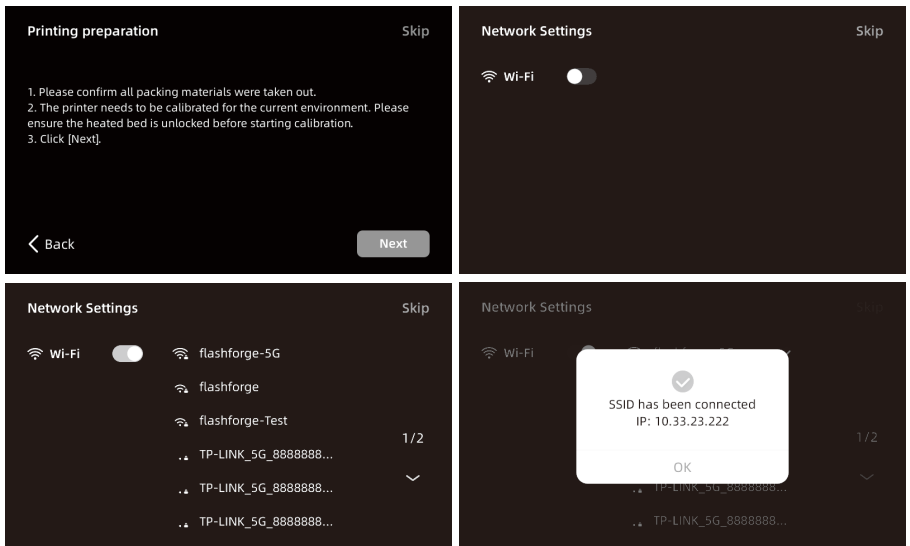 Printing preparation
Skip
1. Please confirm all packing materials were taken out.
2. The printer needs to be calibrated for the current environment. Please
ensure the heated bed is unlocked before starting calibration.
3. Click [Next].
Back
Next
Network Settings
Skip
Wi-Fi
Network Settings
Skip
Wi-Fi
flashforge-5G
flashforge
flashforge-Test
1/2
TP-LINK_5G_8888888...
TP-LINK_5G_8888888...
TP-LINK_5G_8888888...
Network Settings
Skip
Wi-Fi
SSID has been connected
IP: 10.33.23.222
1/2
OK
TP-LINK_5G_8888888...
TP-LINK_5G_8888888...